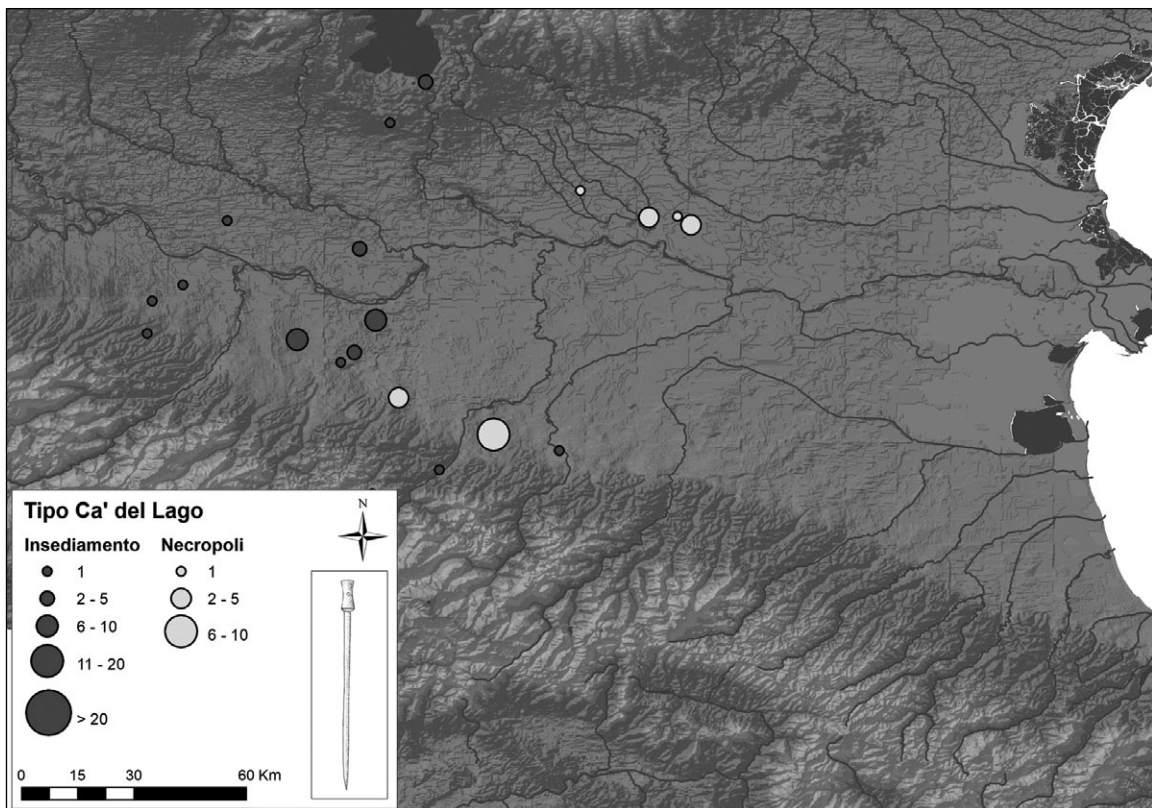 Tipo Ca' del Lago
N
Insediamento Necropoli
1 1
2 - 5 2 - 5
6 - 10 6 - 10
11 - 20
> 20
0 15 30 60 Km